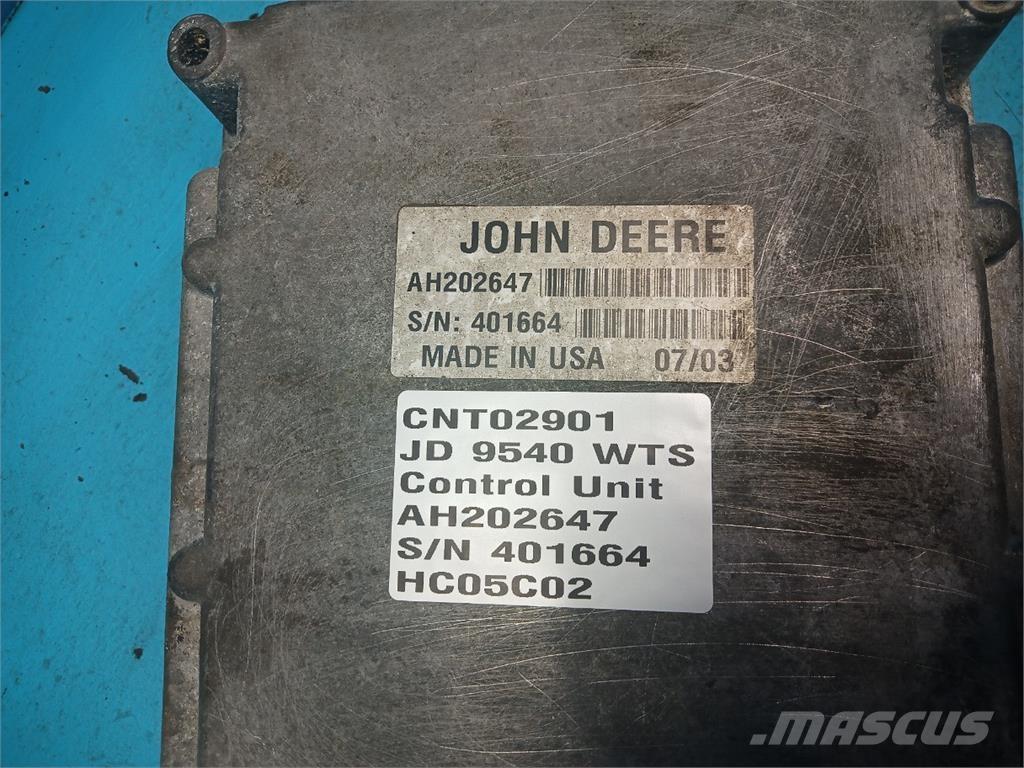 JOHN DEERE
AH202647
S/N: 401664
MADE IN USA 07/03
CNT02901
JD 9540 WTS
Control Unit
AH202647
S/N 401664
HC05C02
MASCUS